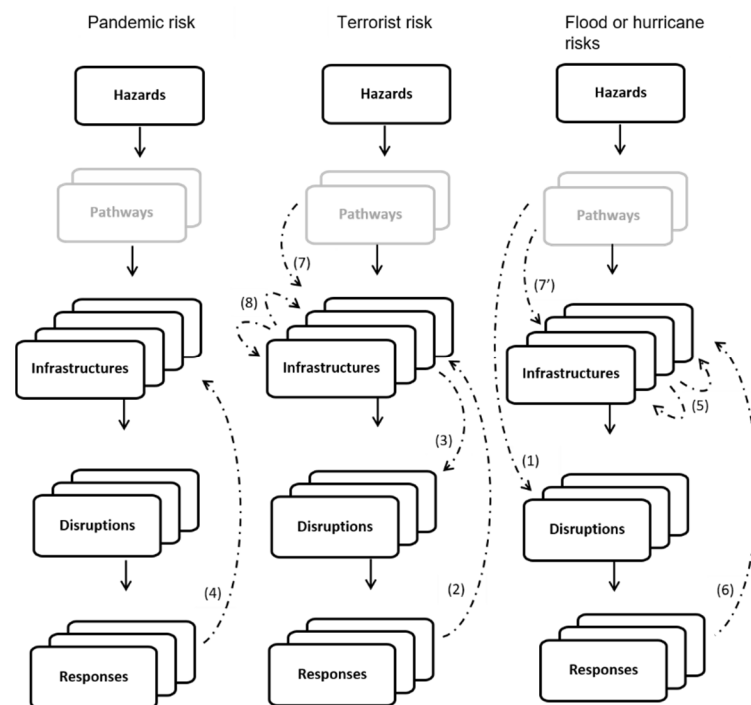 Pandemic risk
Terrorist risk
Flood or hurricane
risks
Hazards
Hazards
Hazards
Pathways
Pathways
Pathways
(7)
(7’)
(8)
Infrastructures
Infrastructures
Infrastructures
(5)
(3)
(1)
Disruptions
Disruptions
Disruptions
(4)
(2)
(6)
Responses
Responses
Responses